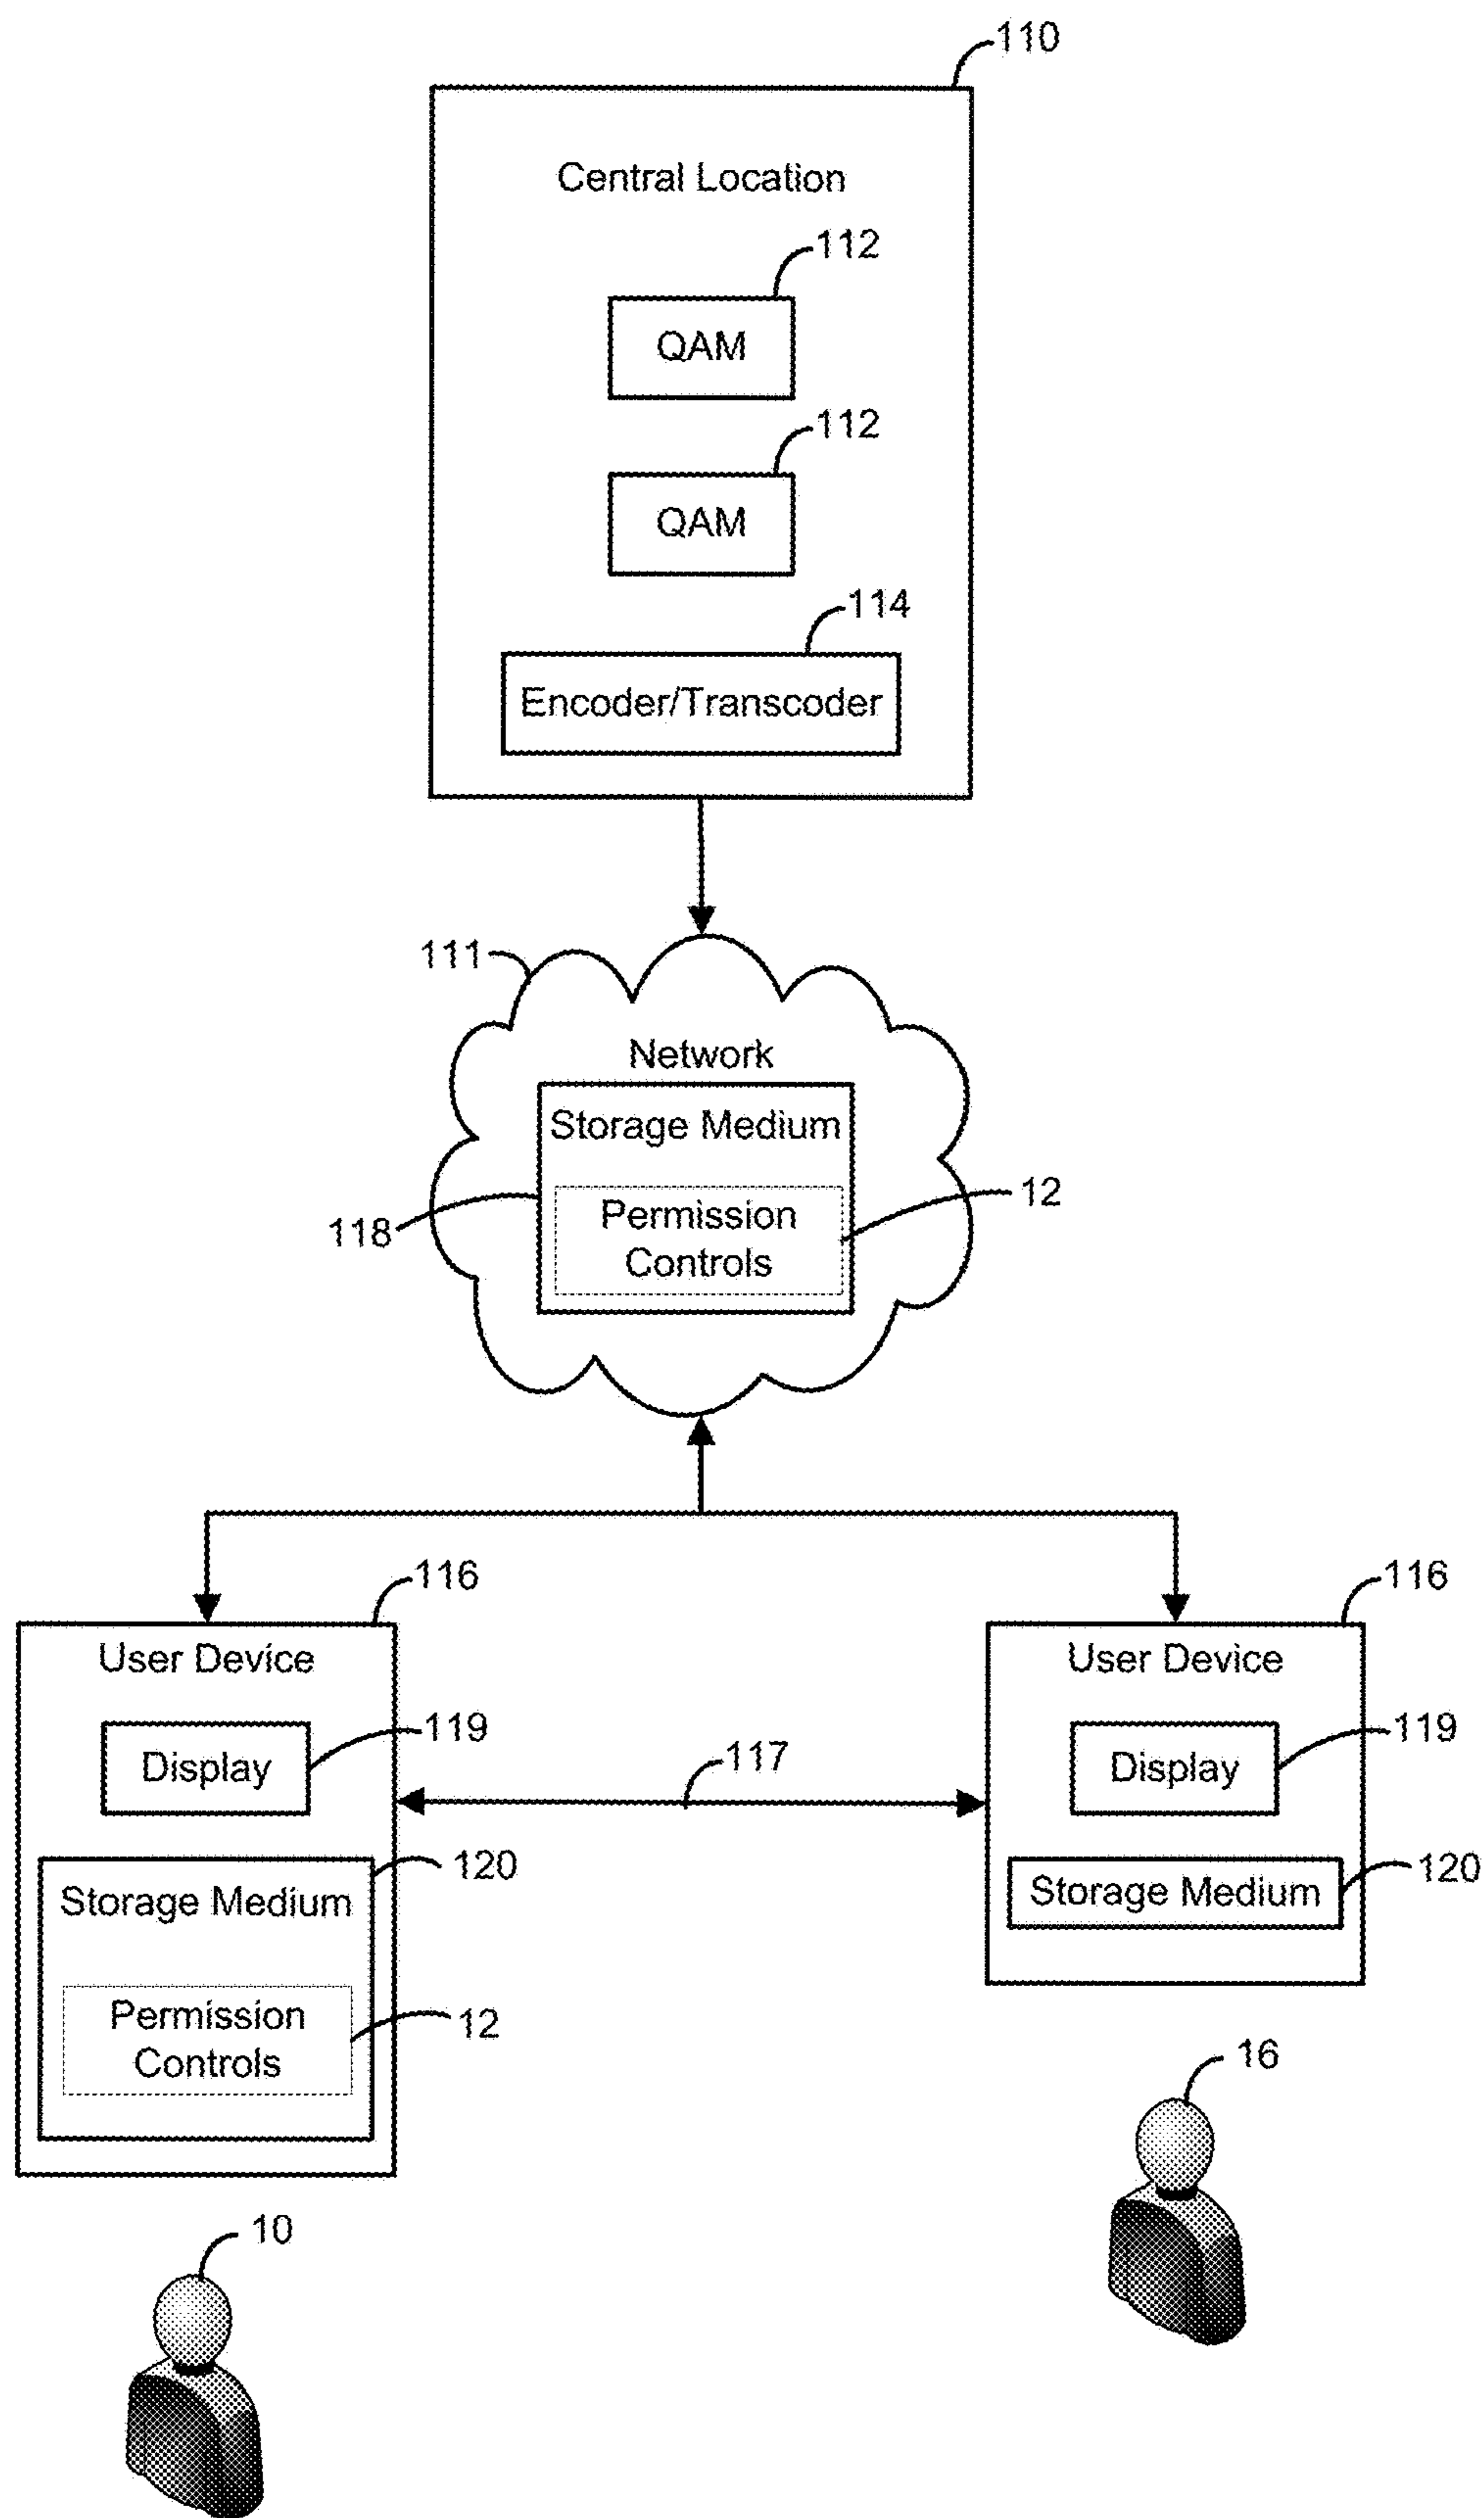 110
Central Location
112
QAM
112
QAM
114
Encoder/Transcoder
111
Network
Storage Medium
12
Permission
118
Controls
116
116
User Device
User Device
119
119
Display
117
Display
120
120
Storage Medium
Storage Medium
Permission
12
Controls
16
10